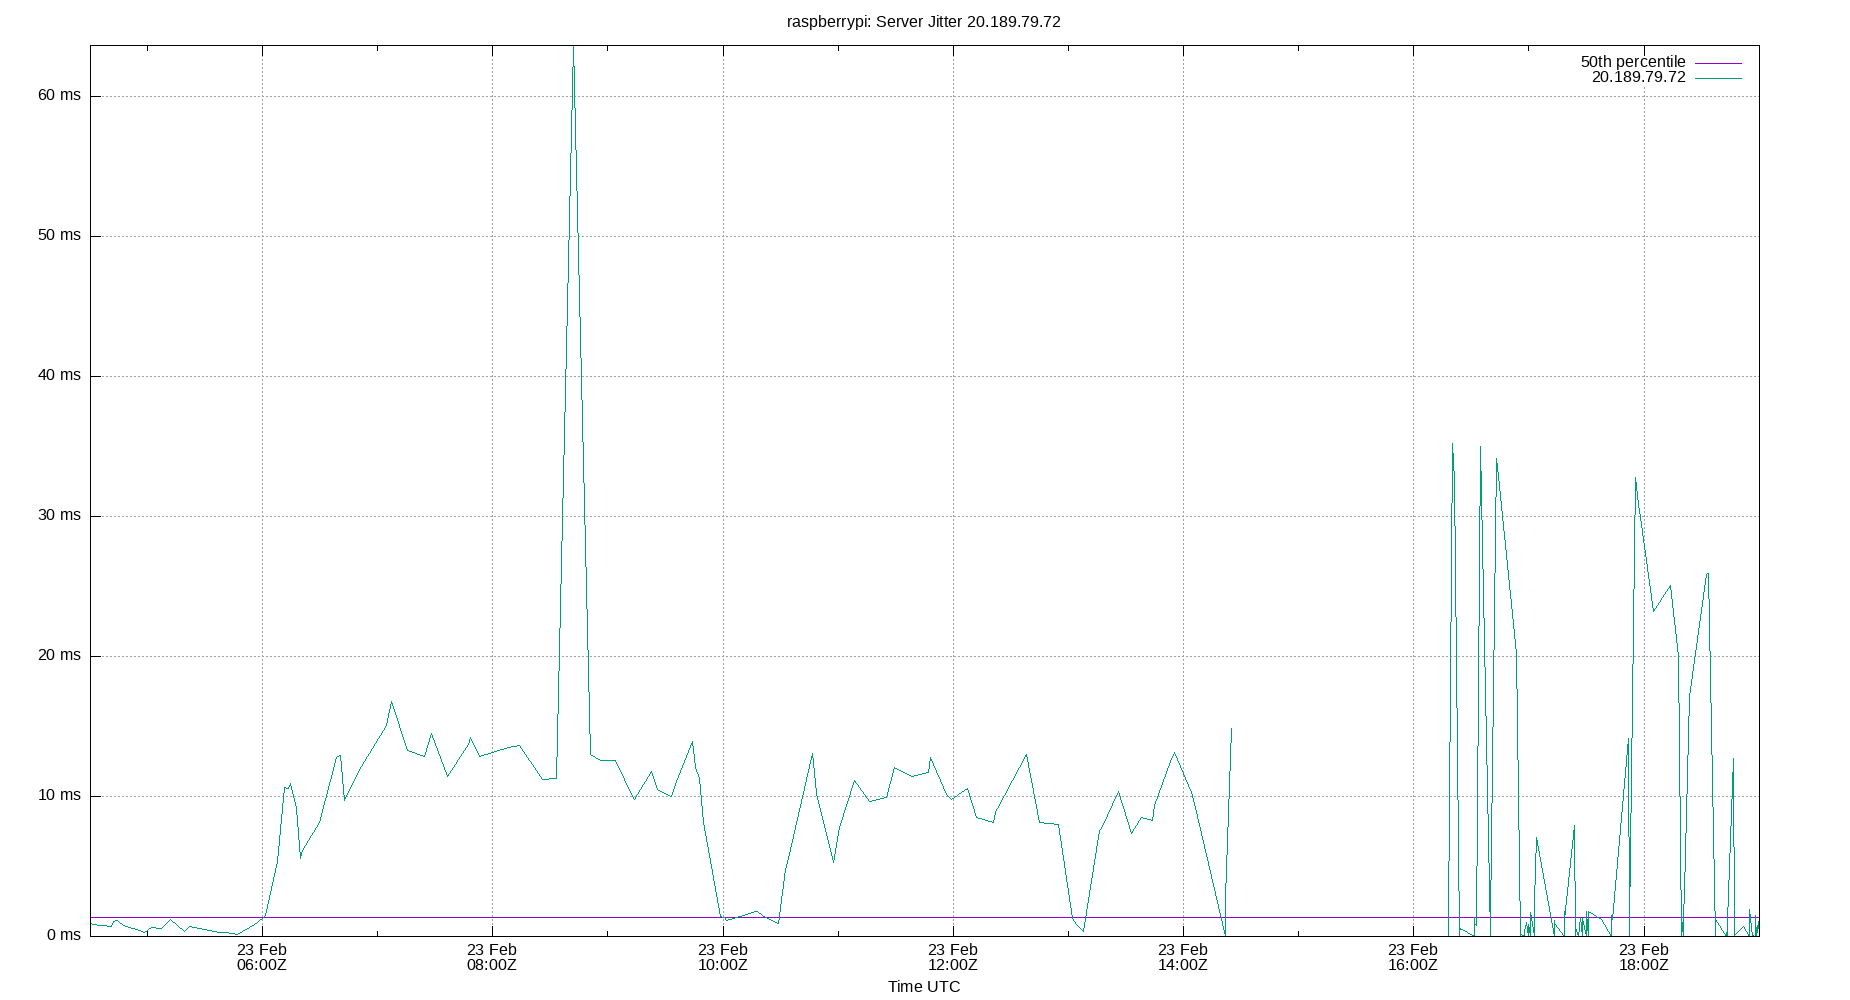 raspberrypi: Server Jitter 20.189.79.72
50th percentile
20.189.79.72
60 ms
50 ms
40 ms
30 ms
20 ms
10 ms
0 ms
23 Feb 23 Feb 23 Feb 23 Feb 23 Feb 23 Feb 23 Feb
06:00Z 08:00Z 10:00Z 12:00Z 14:00Z 16:00Z 18:00Z
Time UTC